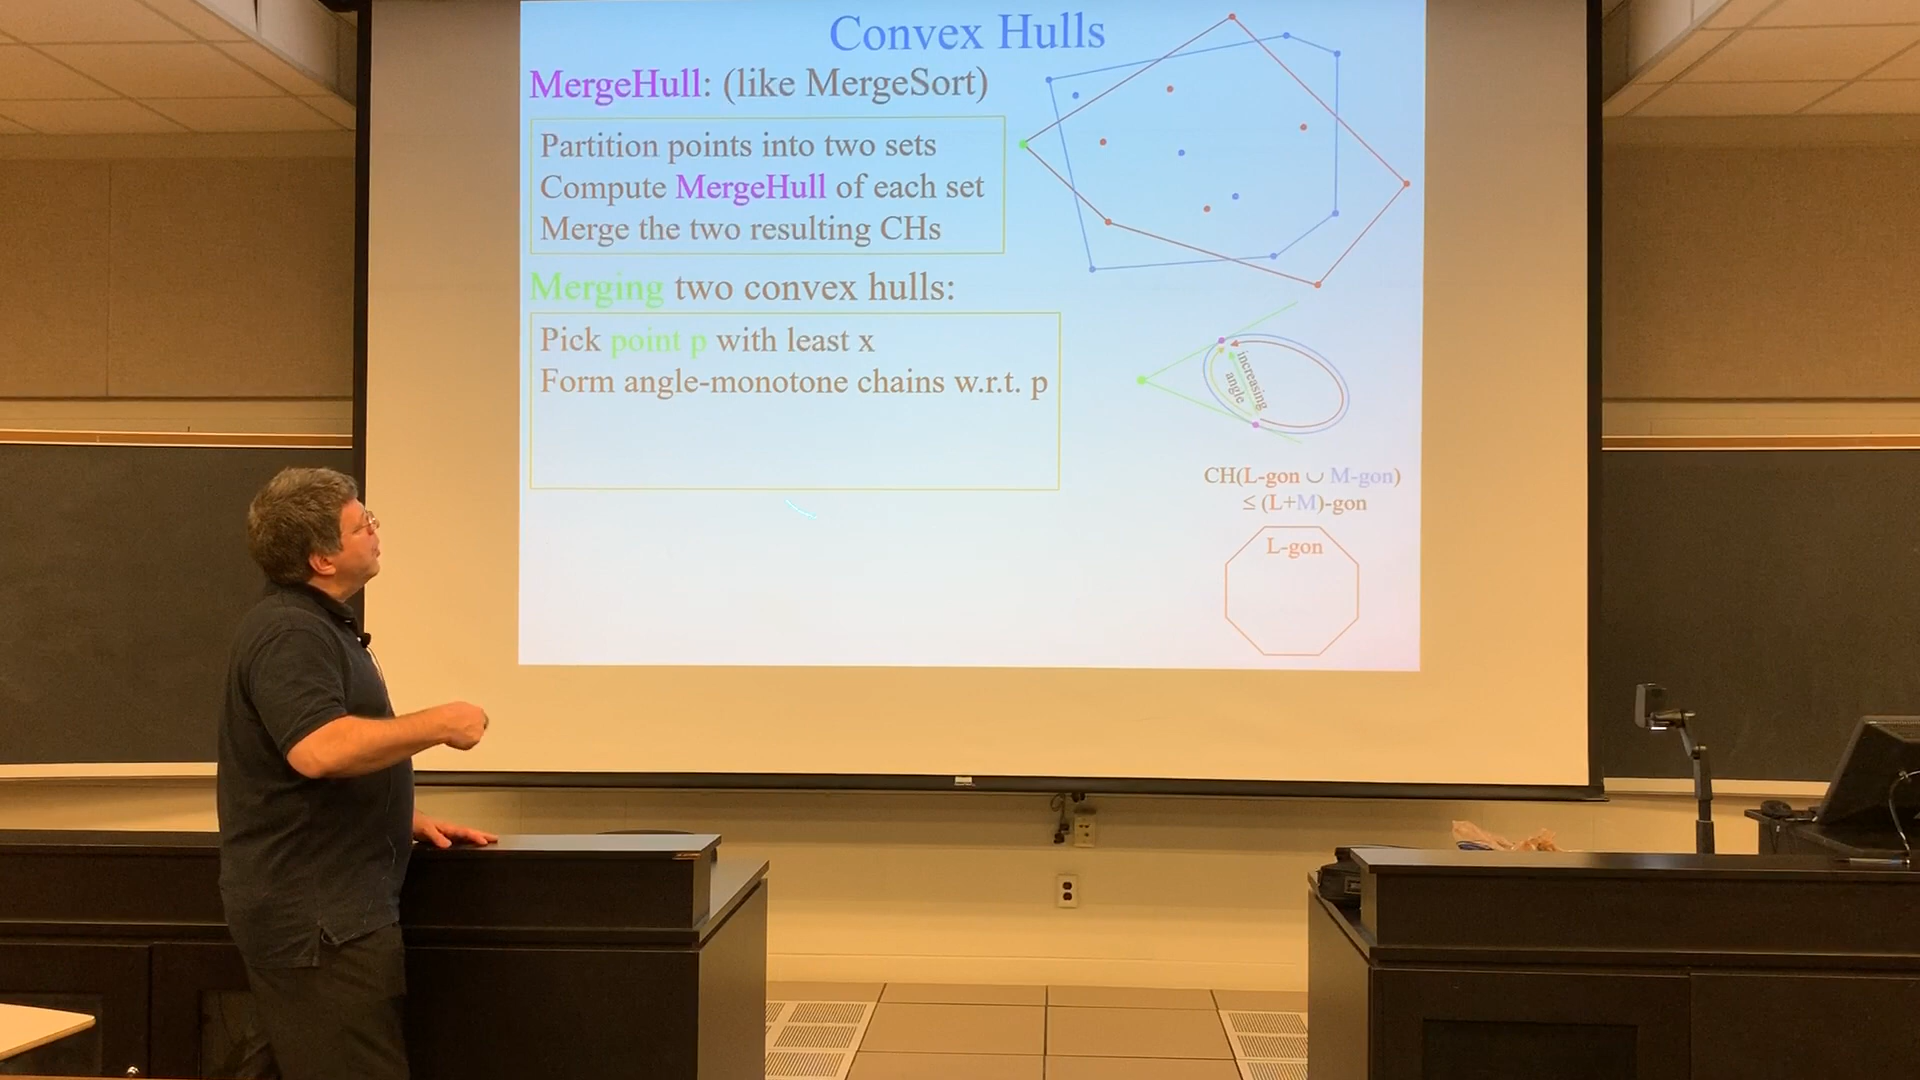 Convex Hulls
MergeHull: (like MergeSort)
Partition points into two sets
Compute MergeHull of each set
Merge the two resulting CHs
Merging two convex hulls:
Pick point p with least x
Form angle-monotone chains w.r.t. p
increasing
angle
CH(L-gon ∪ M-gon)
≤ (L+M)-gon
L-gon